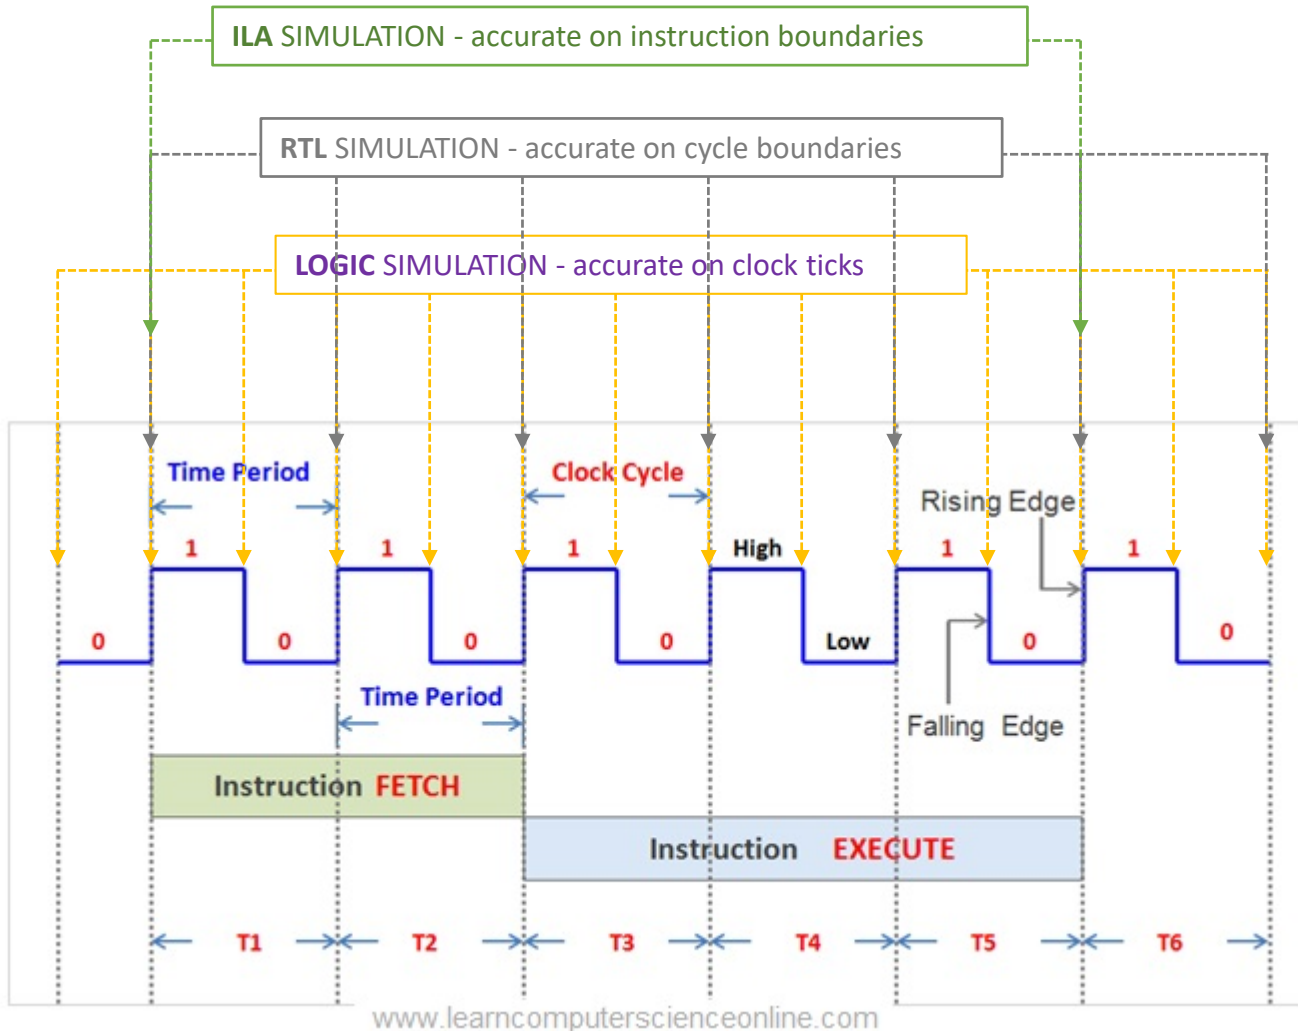 ILA SIMULATION - accurate on instruction boundaries
RTL SIMULATION - accurate on cycle boundaries
LOGIC SIMULATION - accurate on clock ticks
Time Period
Clock Cycle
Rising Edge
1 1 1 High 1 1
0 0 0 0 Low 0 0
Time Period
Falling Edge
Instruction FETCH
Instruction EXECUTE
T1 T2 T3 T4 T5 T6
www.learncomputerscienceonline.com